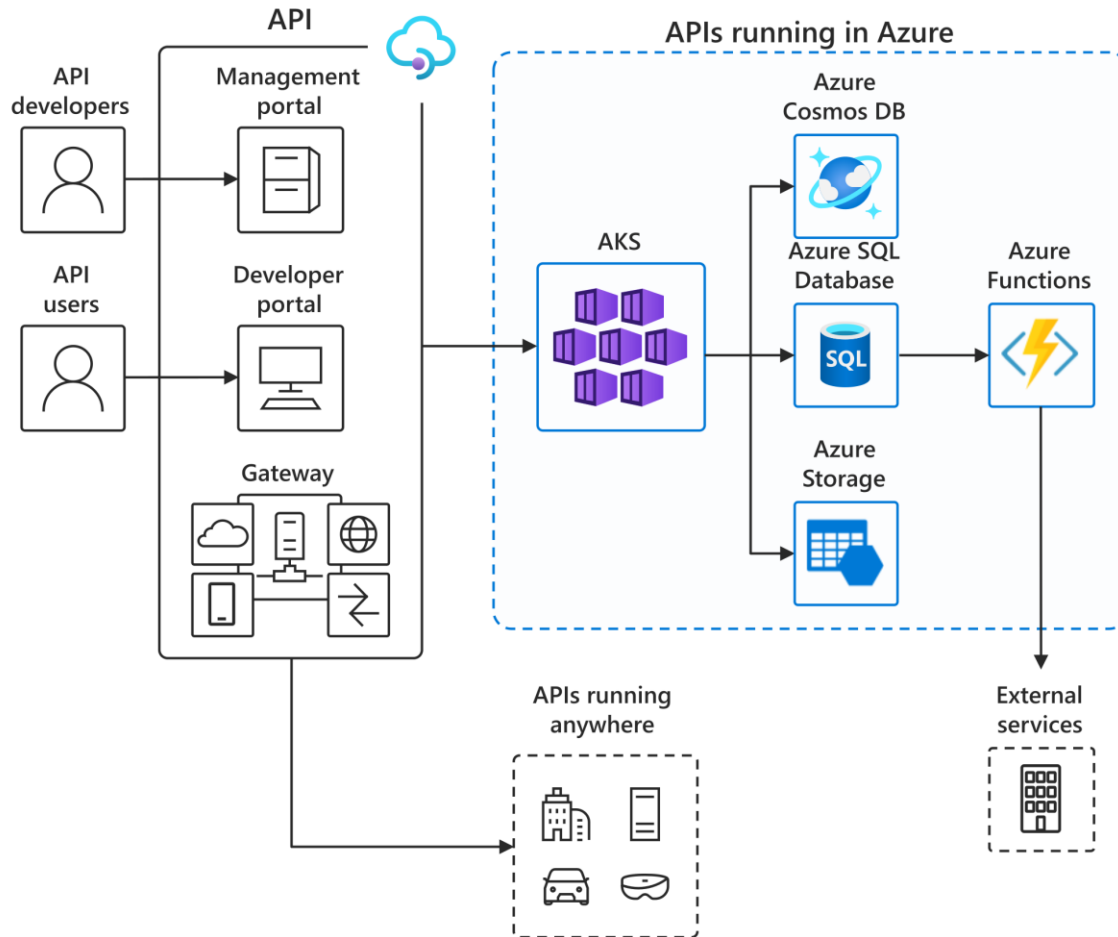 API
APIs running in Azure
API
developers
Management
portal
Azure
Cosmos DB
API
users
Developer
portal
AKS
Azure SQL
Database
SQL
Azure
Functions
Gateway
Azure
Storage
APIs running
anywhere
External
services